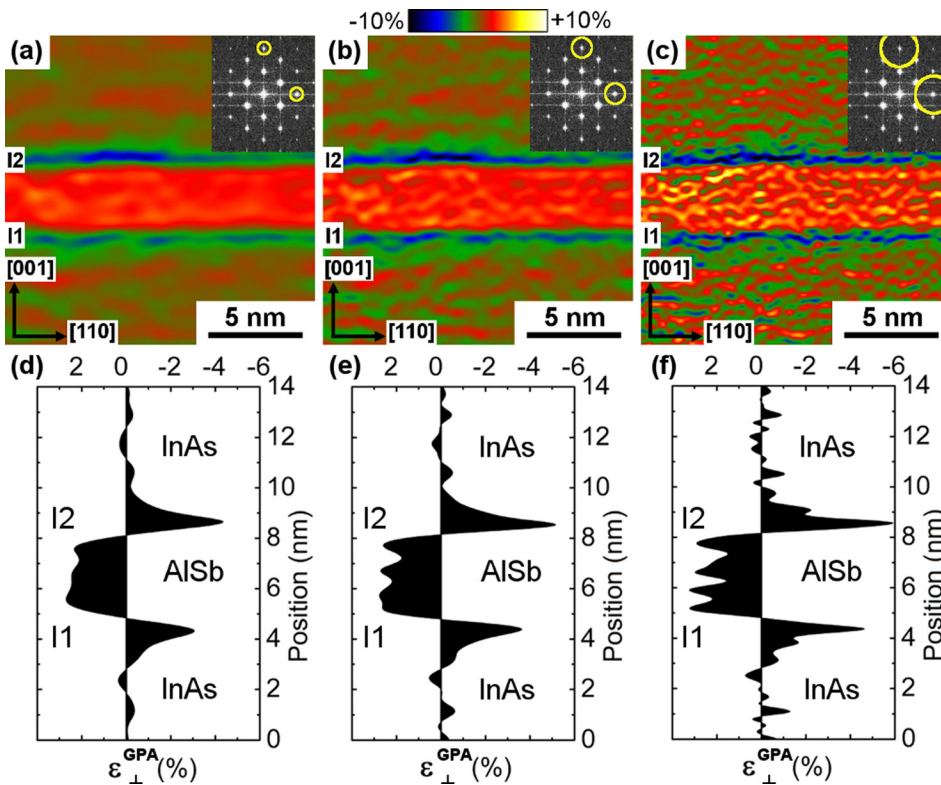 -10% +10%
(a) (b) (c)
I2 I2 I2
I1 I1 I1
[001] [001] [001]
[110] 5 nm [110] 5 nm [110] 5 nm
(d) 2 0 -2 -4 -6 (e) 2 0 -2 -4 -6 (f) 2 0 -2 -4 -6
14 14 14
InAs 12 InAs 12 InAs 12
10 10 10
I2 I2 I2
8 8 8
AlSb AlSb AlSb
Position (nm) Position (nm) Position (nm)
6 6 6
I1 I1 I1
4 4 4
InAs InAs InAs
2 2 2
0 0 0
ε⊥GPA(%) ε⊥GPA(%) ε⊥GPA(%)